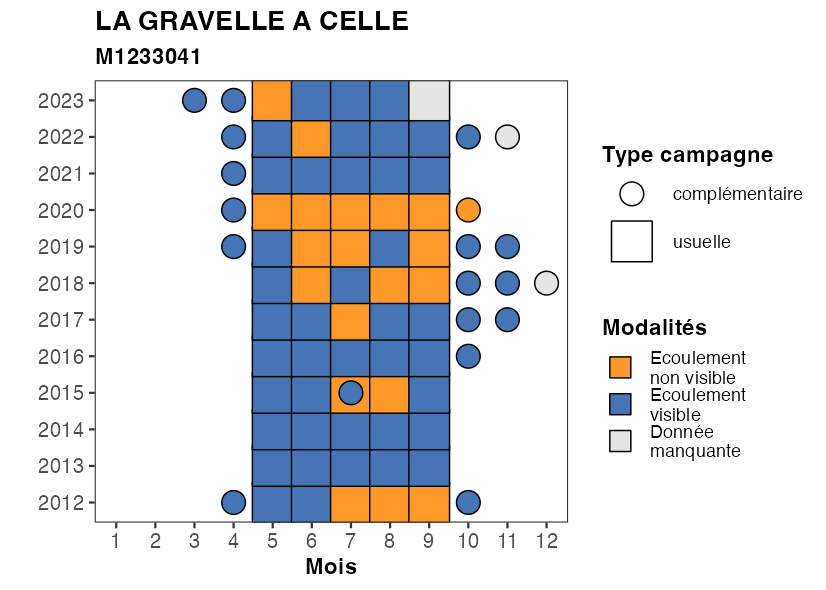 LA GRAVELLE A CELLE
M1233041
2023
2022
2021
2020
2019
2018
2017
2016
2015
2014
2013
2012
1 2 3 4 5 6 7 8 9 10 11 12
Mois
Type campagne
complémentaire
usuelle
Modalités
Ecoulement
non visible
Ecoulement
visible
Donnée
manquante